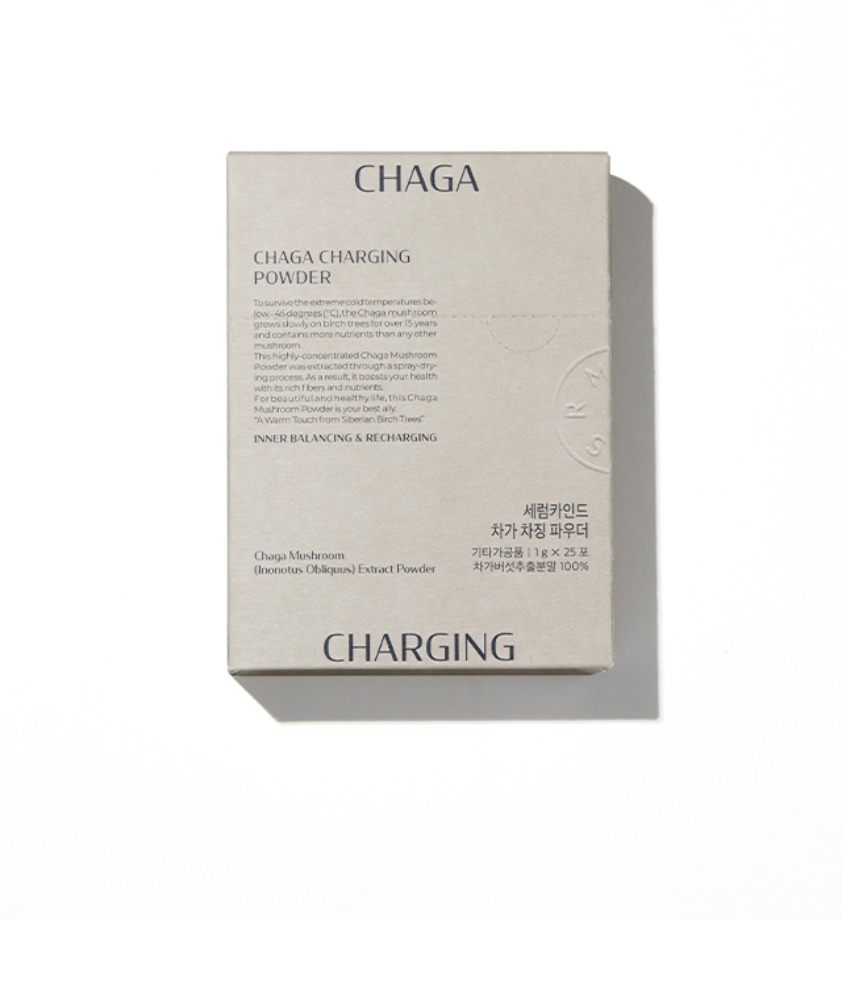 CHAGA
CHAGA CHARGING
POWDER
To survive the extreme cold temperatures be-
low -45 degrees (°C), the Chaga mushroom
grows slowly on birch trees for over 15 years
and contains more nutrients than any other
mushroom.
This highly-concentrated Chaga Mushroom
Powder was extracted through a spray-dry-
ing process. As a result, it boosts your health
with its rich fibers and nutrients.
For beautiful and healthy life, this Chaga
Mushroom Powder is your best ally.
"A Warm Touch from Siberian Birch Trees"
INNER BALANCING & RECHARGING
SRM
세럼카인드
차가 차징 파우더
기타가공품 | 1 g × 25 포
차가버섯추출분말 100%
Chaga Mushroom
(Inonotus Obliquus) Extract Powder
CHARGING